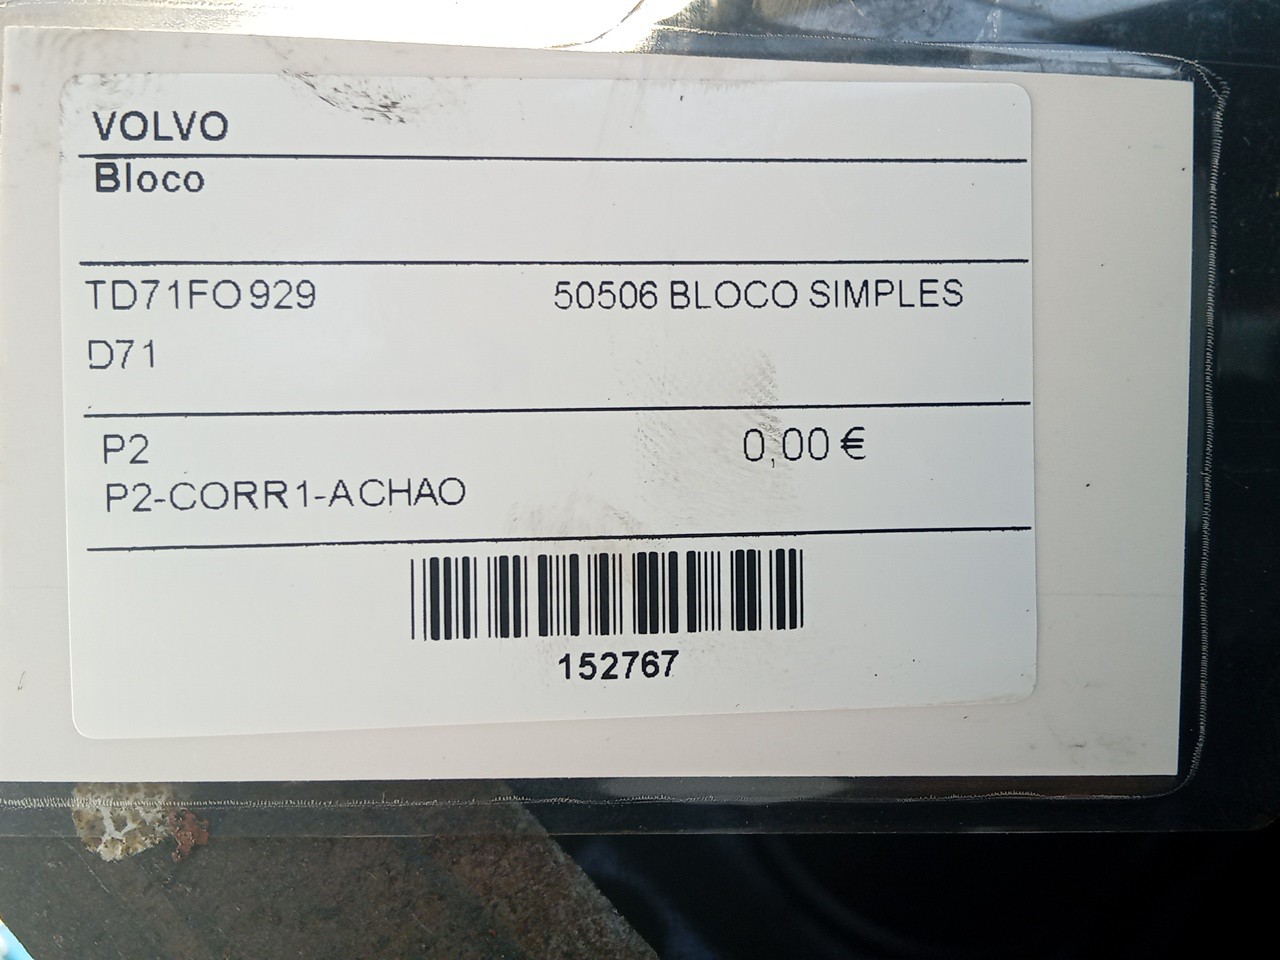 VOLVO
Bloco
TD71FO929 50506 BLOCO SIMPLES
D71
P2 0,00 €
P2-CORR1-ACHAO
152767